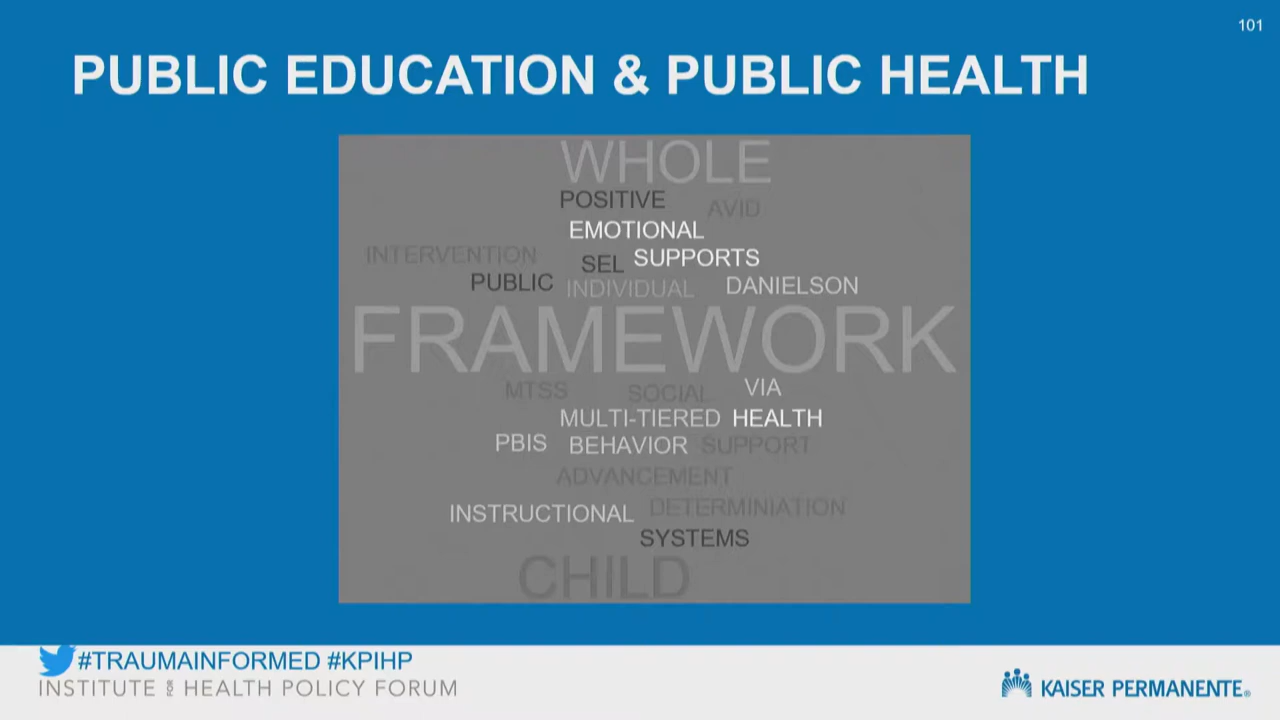 101
PUBLIC EDUCATION & PUBLIC HEALTH
WHOLE
POSITIVE AVID
EMOTIONAL
INTERVENTION SEL SUPPORTS
PUBLIC INDIVIDUAL DANIELSON
FRAMEWORK
MTSS SOCIAL VIA
MULTI-TIERED HEALTH
PBIS BEHAVIOR SUPPORT
ADVANCEMENT
INSTRUCTIONAL DETERMINIATION
SYSTEMS
CHILD
#TRAUMAINFORMED #KPIHP
INSTITUTE FOR HEALTH POLICY FORUM
KAISER PERMANENTE®